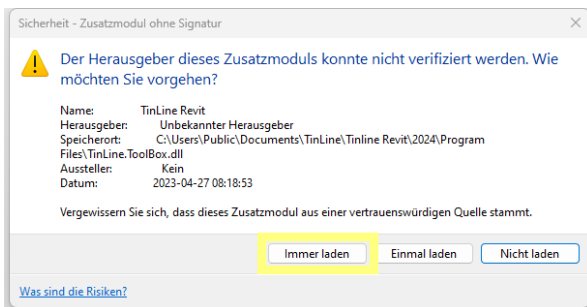 Sicherheit - Zusatzmodul ohne Signatur
Der Herausgeber dieses Zusatzmoduls konnte nicht verifiziert werden. Wie
möchten Sie vorgehen?
Name: TinLine Revit
Herausgeber: Unbekannter Herausgeber
Speicherort: C:\Users\Public\Documents\TinLine\Tinline Revit\2024\Program
Files\TinLine.ToolBox.dll
Aussteller: Kein
Datum: 2023-04-27 08:18:53
Vergewissern Sie sich, dass dieses Zusatzmodul aus einer vertrauenswürdigen Quelle stammt.
Immer laden Einmal laden Nicht laden
Was sind die Risiken?